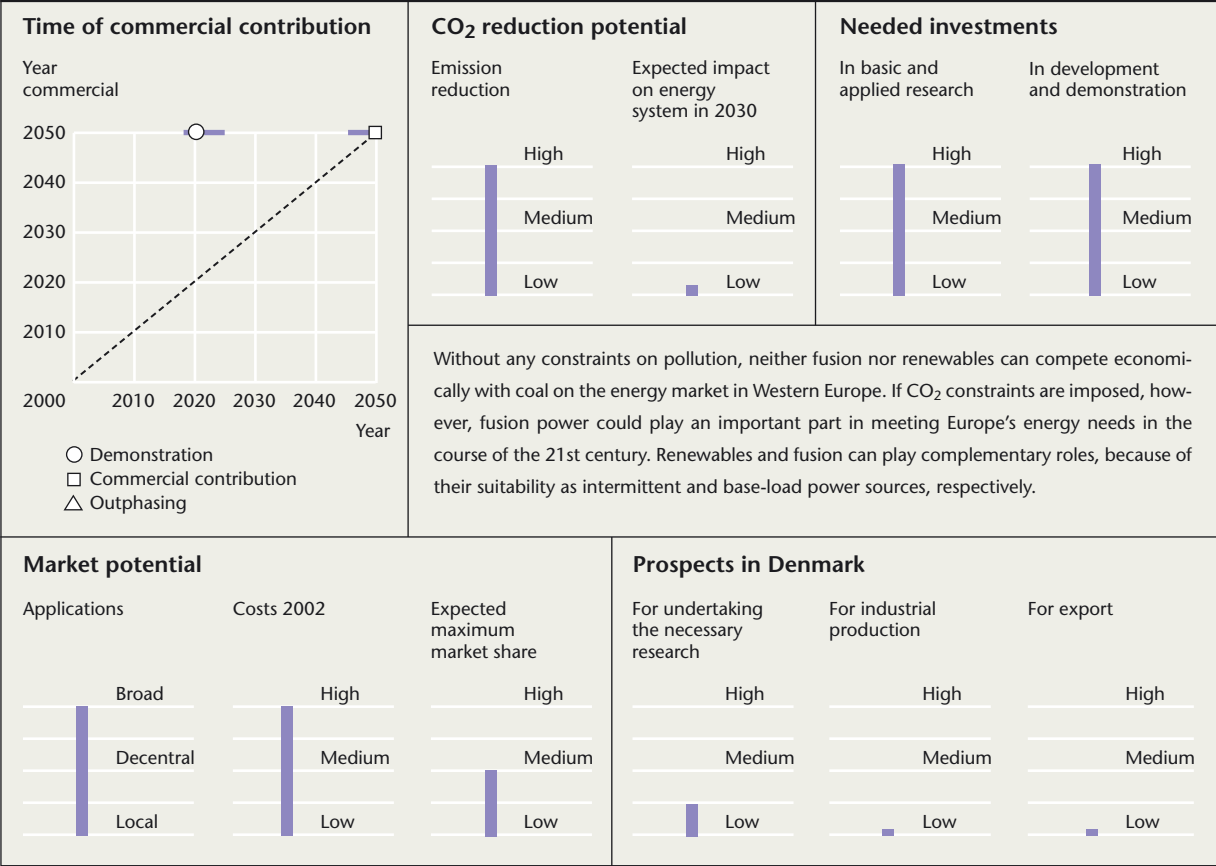 Time of commercial contribution
Year
commercial
2050
2040
2030
2020
2010
2000 2010 2020 2030 2040 2050
Year
Demonstration
Commercial contribution
Outphasing
CO2 reduction potential
Emission
reduction
High
Medium
Low
Expected impact
on energy
system in 2030
High
Medium
Low
Needed investments
In basic and
applied research
High
Medium
Low
In development
and demonstration
High
Medium
Low
Without any constraints on pollution, neither fusion nor renewables can compete economi-
cally with coal on the energy market in Western Europe. If CO2 constraints are imposed, how-
ever, fusion power could play an important part in meeting Europe's energy needs in the
course of the 21st century. Renewables and fusion can play complementary roles, because of
their suitability as intermittent and base-load power sources, respectively.
Market potential
Applications
Broad
Decentral
Local
Costs 2002
High
Medium
Low
Expected
maximum
market share
High
Medium
Low
Prospects in Denmark
For undertaking
the necessary
research
High
Medium
Low
For industrial
production
High
Medium
Low
For export
High
Medium
Low